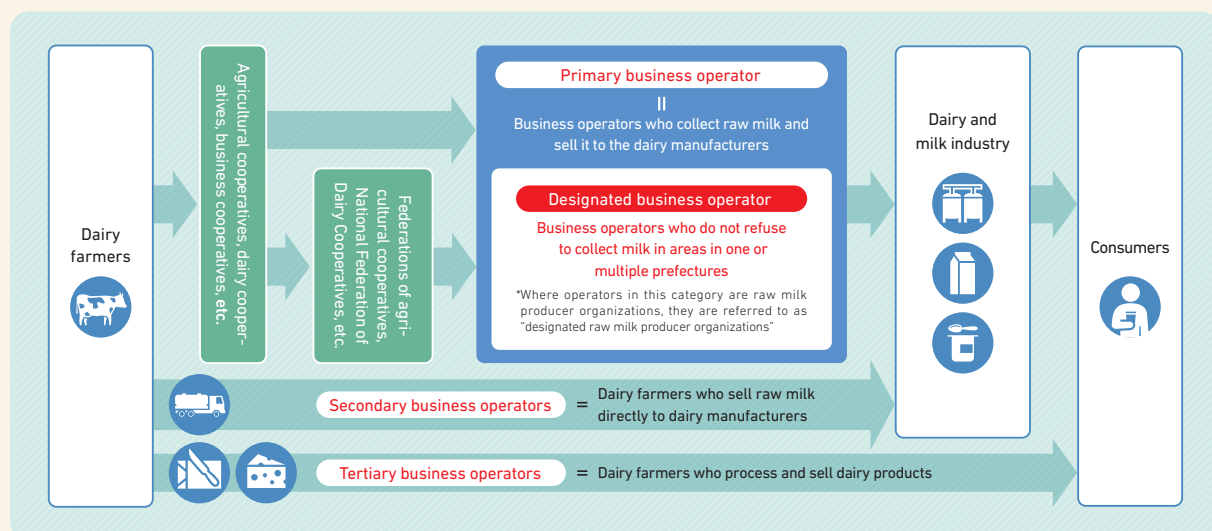 Dairy
farmers
Agricultural cooperatives, dairy cooper-
atives, business cooperatives, etc.
Federations of agri-
cultural cooperatives,
National Federation of
Dairy Cooperatives, etc.
Primary business operator
=
Business operators who collect raw milk and
sell it to the dairy manufacturers
Designated business operator
Business operators who do not refuse
to collect milk in areas in one or
multiple prefectures
*Where operators in this category are raw milk
producer organizations, they are referred to as
“designated raw milk producer organizations”
Dairy and
milk industry
Consumers
Secondary business operators = Dairy farmers who sell raw milk
directly to dairy manufacturers
Tertiary business operators = Dairy farmers who process and sell dairy products